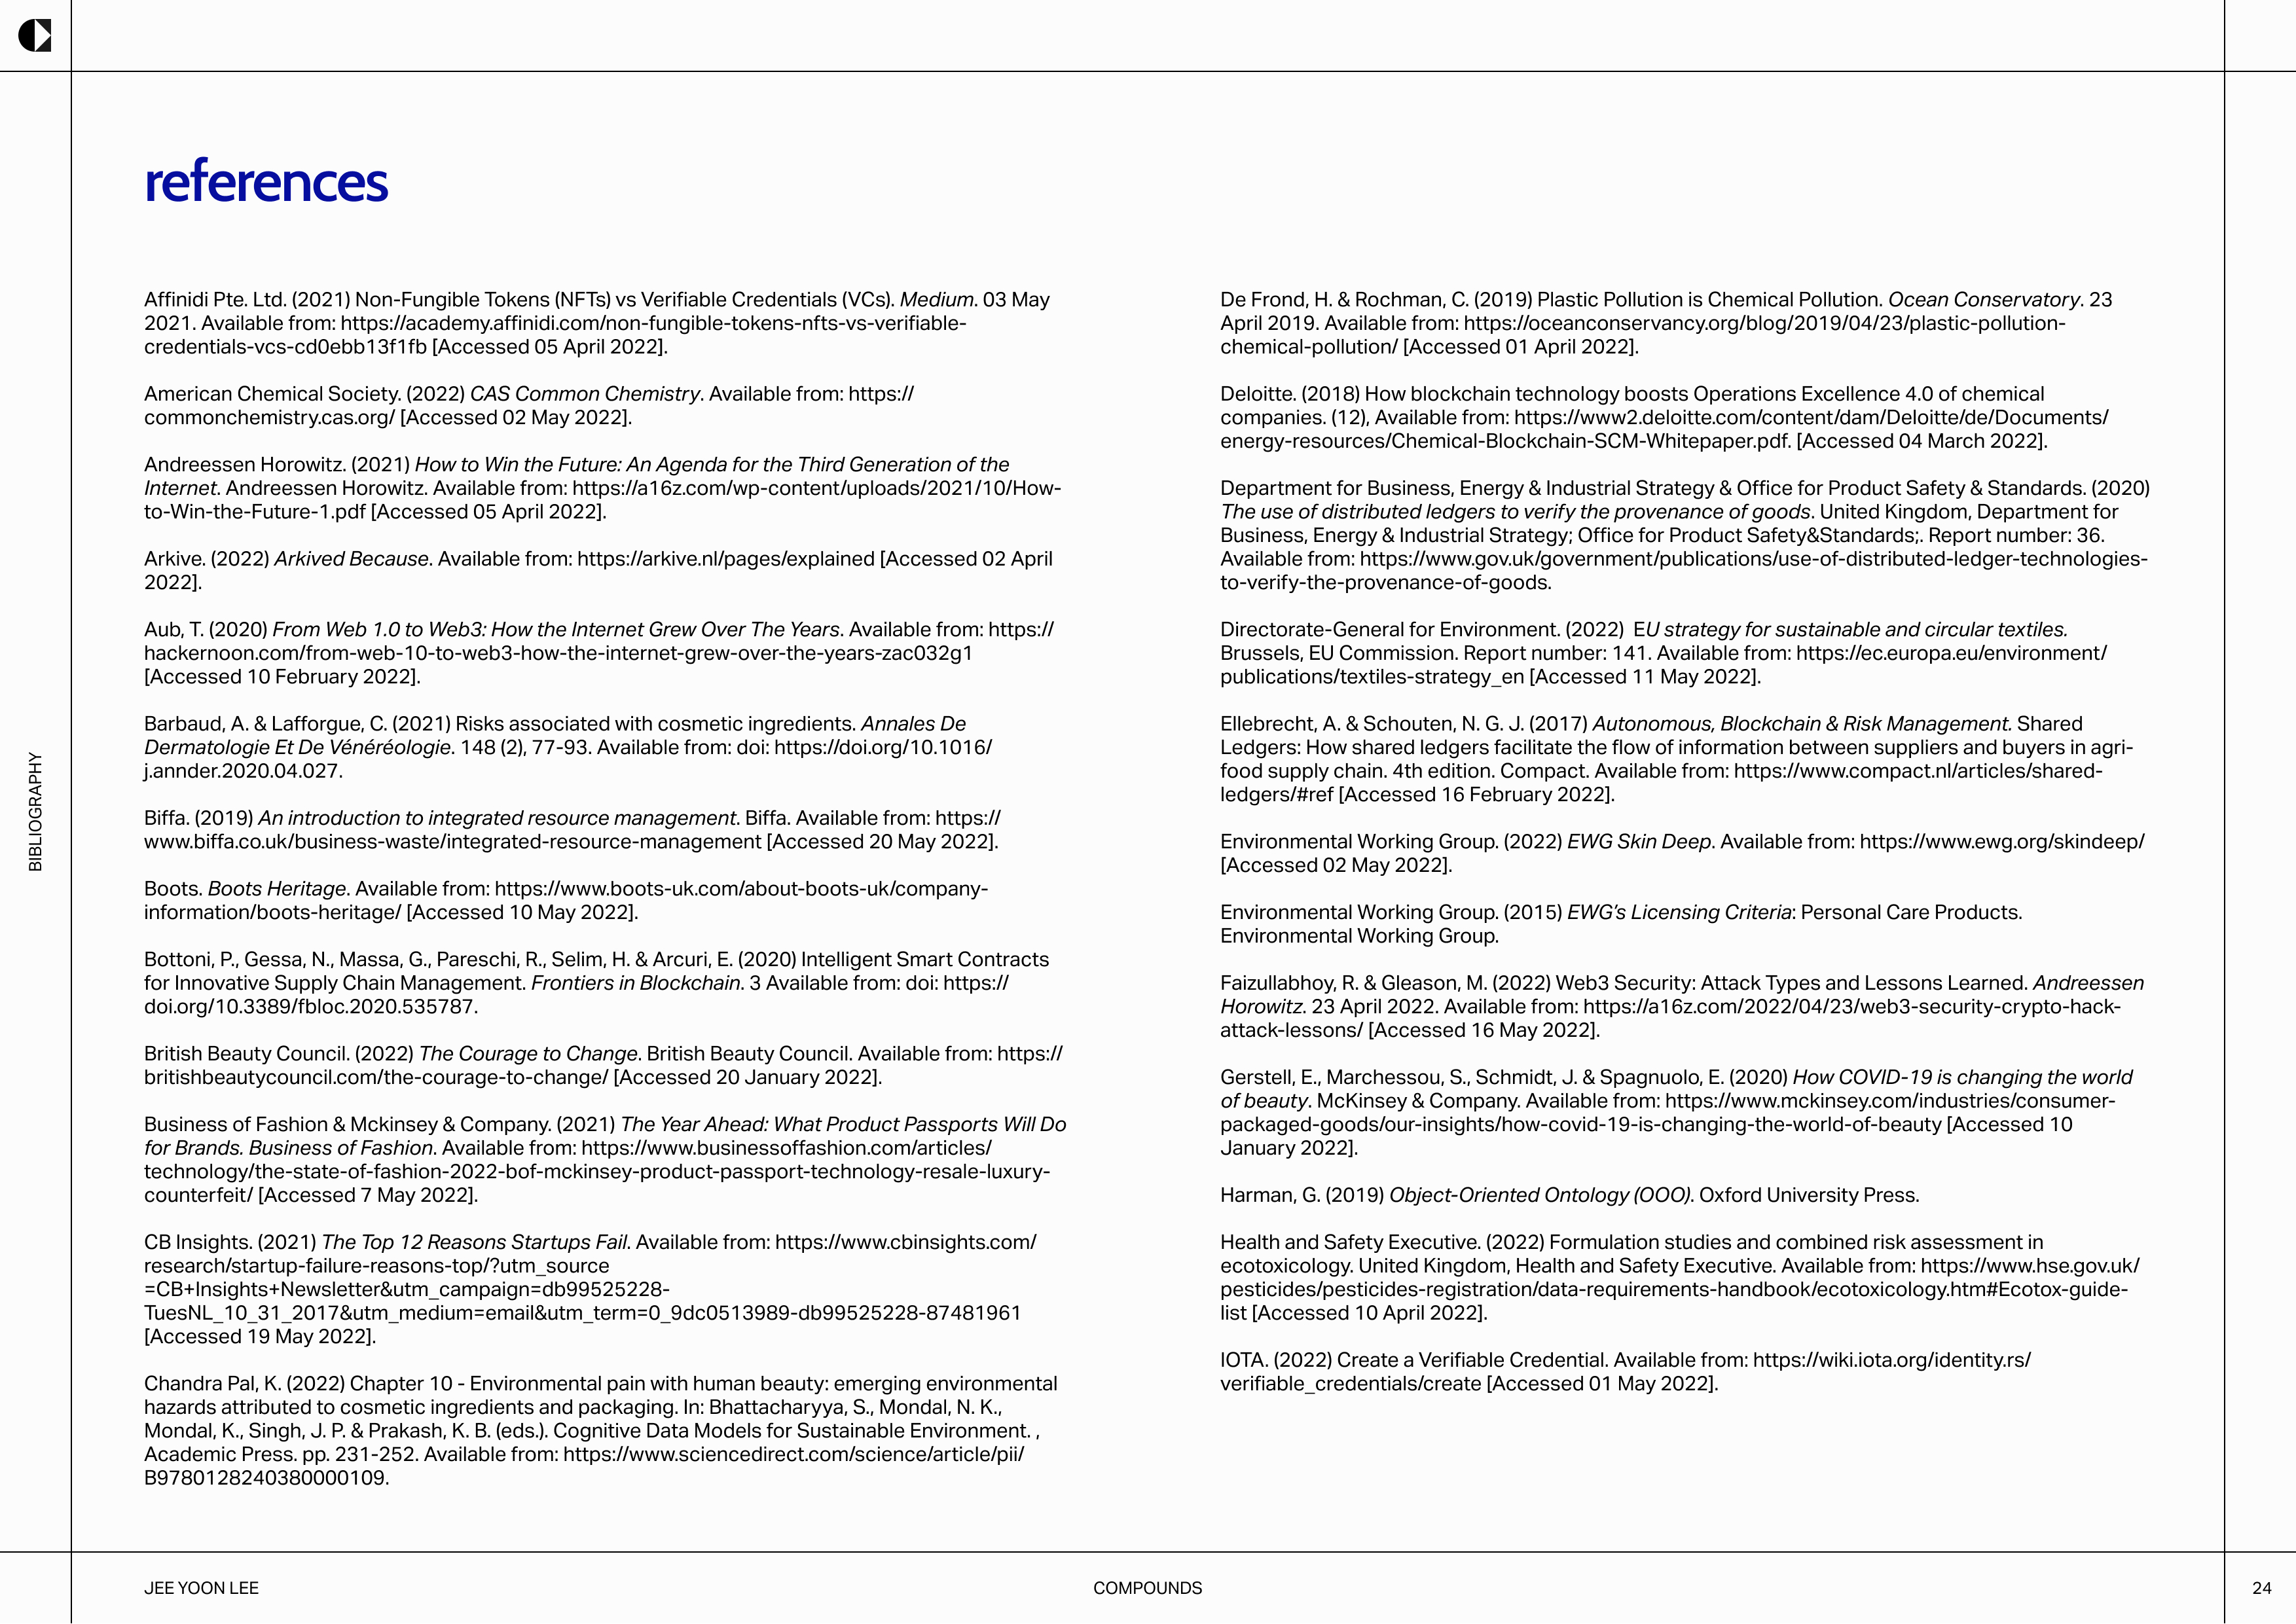 references
Affinidi Pte. Ltd. (2021) Non-Fungible Tokens (NFTs) vs Verifiable Credentials (VCs). Medium. 03 May
2021. Available from: https://academy.affinidi.com/non-fungible-tokens-nfts-vs-verifiable-
credentials-vcs-cd0ebb13f1fb [Accessed 05 April 2022].
American Chemical Society. (2022) CAS Common Chemistry. Available from: https://
commonchemistry.cas.org/ [Accessed 02 May 2022].
Andreessen Horowitz. (2021) How to Win the Future: An Agenda for the Third Generation of the
Internet. Andreessen Horowitz. Available from: https://a16z.com/wp-content/uploads/2021/10/How-
to-Win-the-Future-1.pdf [Accessed 05 April 2022].
Arkive. (2022) Arkived Because. Available from: https://arkive.nl/pages/explained [Accessed 02 April
2022].
Aub, T. (2020) From Web 1.0 to Web3: How the Internet Grew Over The Years. Available from: https://
hackernoon.com/from-web-10-to-web3-how-the-internet-grew-over-the-years-zac032g1
[Accessed 10 February 2022].
Barbaud, A. & Lafforgue, C. (2021) Risks associated with cosmetic ingredients. Annales De
Dermatologie Et De Vénéréologie. 148 (2), 77-93. Available from: doi: https://doi.org/10.1016/
j.annder.2020.04.027.
Biffa. (2019) An introduction to integrated resource management. Biffa. Available from: https://
www.biffa.co.uk/business-waste/integrated-resource-management [Accessed 20 May 2022].
Boots. Boots Heritage. Available from: https://www.boots-uk.com/about-boots-uk/company-
information/boots-heritage/ [Accessed 10 May 2022].
Bottoni, P., Gessa, N., Massa, G., Pareschi, R., Selim, H. & Arcuri, E. (2020) Intelligent Smart Contracts
for Innovative Supply Chain Management. Frontiers in Blockchain. 3 Available from: doi: https://
doi.org/10.3389/fbloc.2020.535787.
British Beauty Council. (2022) The Courage to Change. British Beauty Council. Available from: https://
britishbeautycouncil.com/the-courage-to-change/ [Accessed 20 January 2022].
Business of Fashion & Mckinsey & Company. (2021) The Year Ahead: What Product Passports Will Do
for Brands. Business of Fashion. Available from: https://www.businessoffashion.com/articles/
technology/the-state-of-fashion-2022-bof-mckinsey-product-passport-technology-resale-luxury-
counterfeit/ [Accessed 7 May 2022].
CB Insights. (2021) The Top 12 Reasons Startups Fail. Available from: https://www.cbinsights.com/
research/startup-failure-reasons-top/?utm_source
=CB+Insights+Newsletter&utm_campaign=db99525228-
TuesNL_10_31_2017&utm_medium=email&utm_term=0_9dc0513989-db99525228-87481961
[Accessed 19 May 2022].
Chandra Pal, K. (2022) Chapter 10 - Environmental pain with human beauty: emerging environmental
hazards attributed to cosmetic ingredients and packaging. In: Bhattacharyya, S., Mondal, N. K.,
Mondal, K., Singh, J. P. & Prakash, K. B. (eds.). Cognitive Data Models for Sustainable Environment. ,
Academic Press. pp. 231-252. Available from: https://www.sciencedirect.com/science/article/pii/
B9780128240380000109.
De Frond, H. & Rochman, C. (2019) Plastic Pollution is Chemical Pollution. Ocean Conservatory. 23
April 2019. Available from: https://oceanconservancy.org/blog/2019/04/23/plastic-pollution-
chemical-pollution/ [Accessed 01 April 2022].
Deloitte. (2018) How blockchain technology boosts Operations Excellence 4.0 of chemical
companies. (12), Available from: https://www2.deloitte.com/content/dam/Deloitte/de/Documents/
energy-resources/Chemical-Blockchain-SCM-Whitepaper.pdf. [Accessed 04 March 2022].
Department for Business, Energy & Industrial Strategy & Office for Product Safety & Standards. (2020)
The use of distributed ledgers to verify the provenance of goods. United Kingdom, Department for
Business, Energy & Industrial Strategy; Office for Product Safety&Standards;. Report number: 36.
Available from: https://www.gov.uk/government/publications/use-of-distributed-ledger-technologies-
to-verify-the-provenance-of-goods.
Directorate-General for Environment. (2022) EU strategy for sustainable and circular textiles.
Brussels, EU Commission. Report number: 141. Available from: https://ec.europa.eu/environment/
publications/textiles-strategy_en [Accessed 11 May 2022].
Ellebrecht, A. & Schouten, N. G. J. (2017) Autonomous, Blockchain & Risk Management. Shared
Ledgers: How shared ledgers facilitate the flow of information between suppliers and buyers in agri-
food supply chain. 4th edition. Compact. Available from: https://www.compact.nl/articles/shared-
ledgers/#ref [Accessed 16 February 2022].
Environmental Working Group. (2022) EWG Skin Deep. Available from: https://www.ewg.org/skindeep/
[Accessed 02 May 2022].
Environmental Working Group. (2015) EWG’s Licensing Criteria: Personal Care Products.
Environmental Working Group.
Faizullabhoy, R. & Gleason, M. (2022) Web3 Security: Attack Types and Lessons Learned. Andreessen
Horowitz. 23 April 2022. Available from: https://a16z.com/2022/04/23/web3-security-crypto-hack-
attack-lessons/ [Accessed 16 May 2022].
Gerstell, E., Marchessou, S., Schmidt, J. & Spagnuolo, E. (2020) How COVID-19 is changing the world
of beauty. McKinsey & Company. Available from: https://www.mckinsey.com/industries/consumer-
packaged-goods/our-insights/how-covid-19-is-changing-the-world-of-beauty [Accessed 10
January 2022].
Harman, G. (2019) Object-Oriented Ontology (OOO). Oxford University Press.
Health and Safety Executive. (2022) Formulation studies and combined risk assessment in
ecotoxicology. United Kingdom, Health and Safety Executive. Available from: https://www.hse.gov.uk/
pesticides/pesticides-registration/data-requirements-handbook/ecotoxicology.htm#Ecotox-guide-
list [Accessed 10 April 2022].
IOTA. (2022) Create a Verifiable Credential. Available from: https://wiki.iota.org/identity.rs/
verifiable_credentials/create [Accessed 01 May 2022].
BIBLIOGRAPHY
JEE YOON LEE
COMPOUNDS
24